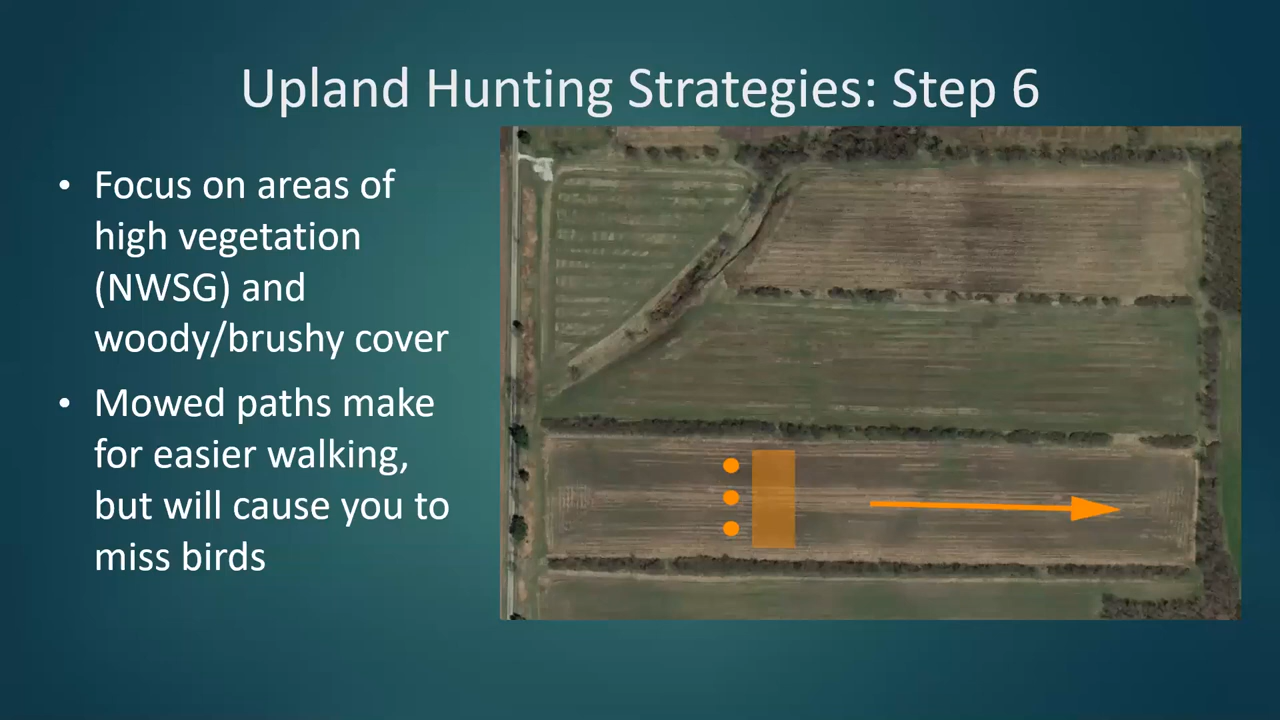 Upland Hunting Strategies: Step 6
• Focus on areas of
high vegetation
(NWSG) and
woody/brushy cover
• Mowed paths make
for easier walking,
but will cause you to
miss birds